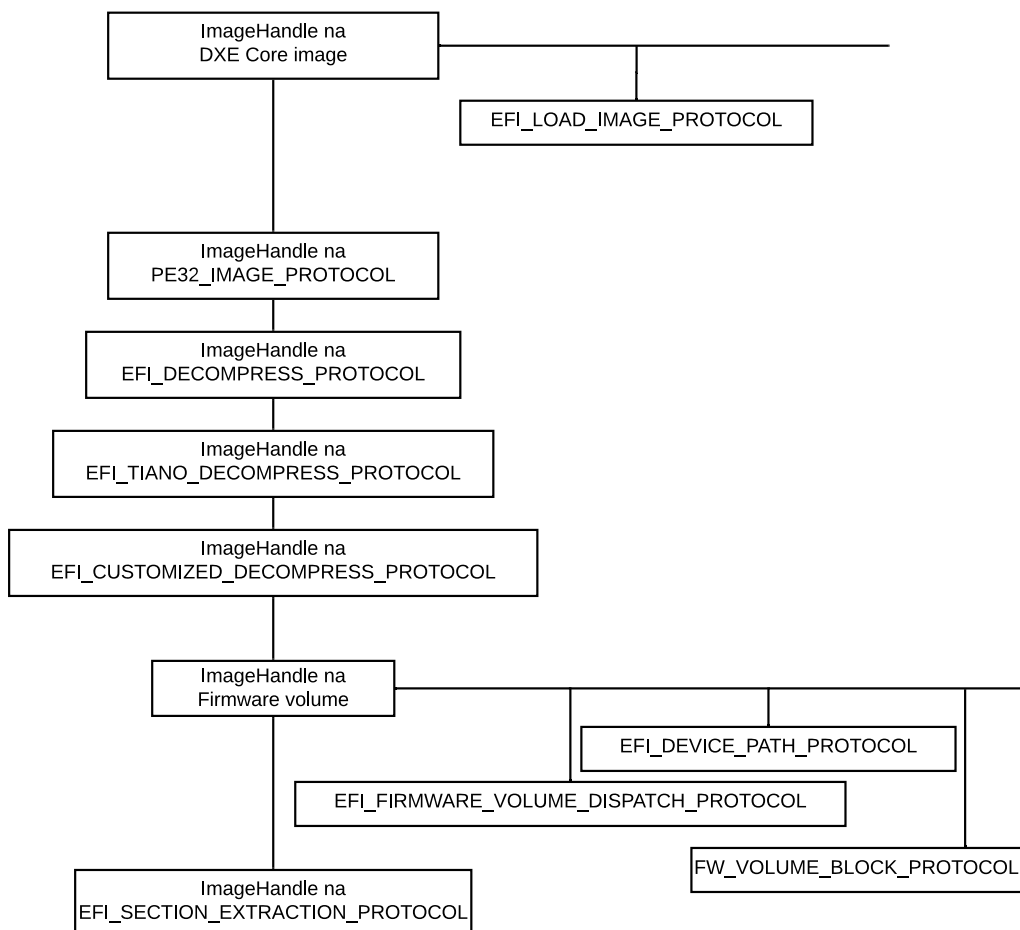 ImageHandle na
DXE Core image
EFI_LOAD_IMAGE_PROTOCOL
ImageHandle na
PE32_IMAGE_PROTOCOL
ImageHandle na
EFI_DECOMPRESS_PROTOCOL
ImageHandle na
EFI_TIANO_DECOMPRESS_PROTOCOL
ImageHandle na
EFI_CUSTOMIZED_DECOMPRESS_PROTOCOL
ImageHandle na
Firmware volume
EFI_DEVICE_PATH_PROTOCOL
EFI_FIRMWARE_VOLUME_DISPATCH_PROTOCOL
FW_VOLUME_BLOCK_PROTOCOL
ImageHandle na
EFI_SECTION_EXTRACTION_PROTOCOL